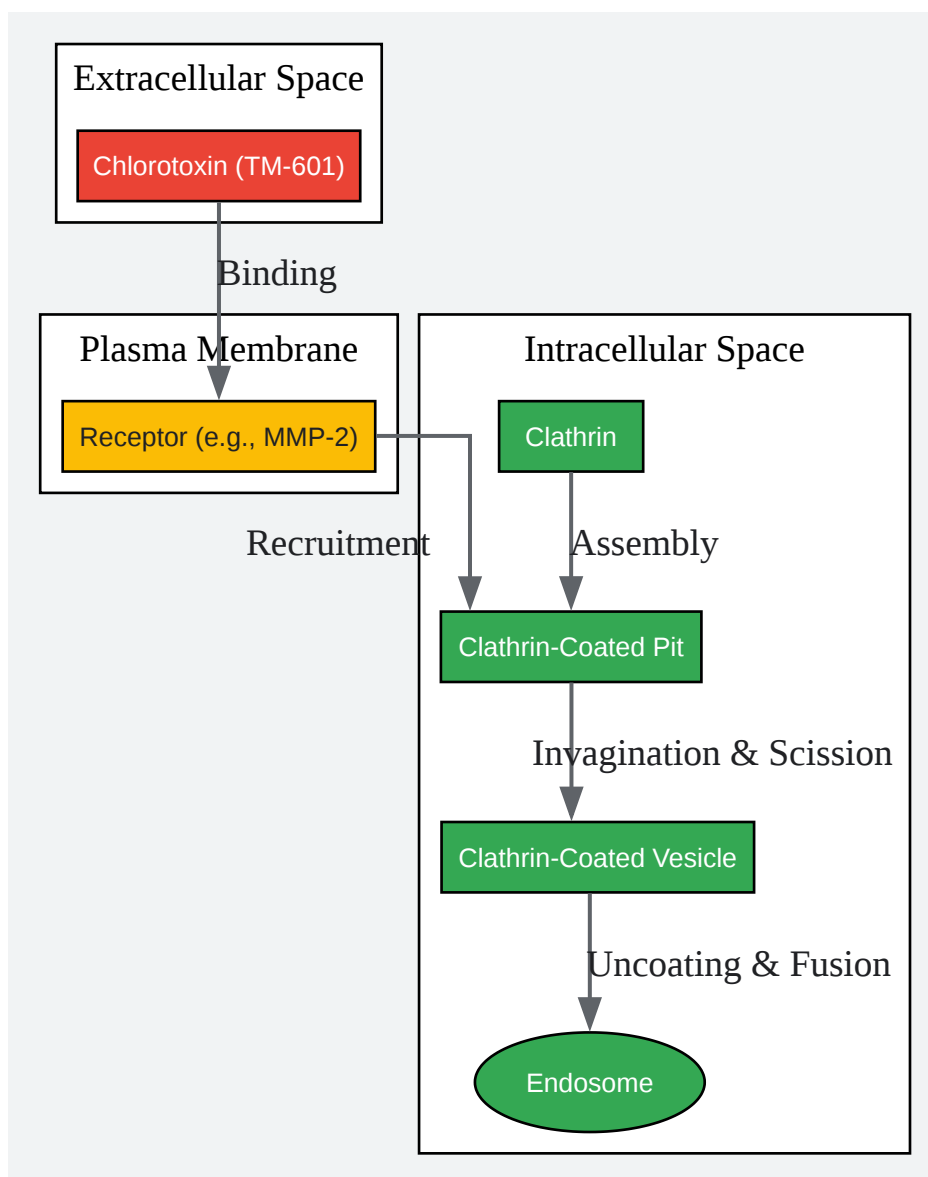 Extracellular Space
Chlorotoxin (TM-601)
Binding
Plasma Membrane
Receptor (e.g., MMP-2)
Intracellular Space
Clathrin
Recruitment
Assembly
Clathrin-Coated Pit
Invagination & Scission
Clathrin-Coated Vesicle
Uncoating & Fusion
Endosome